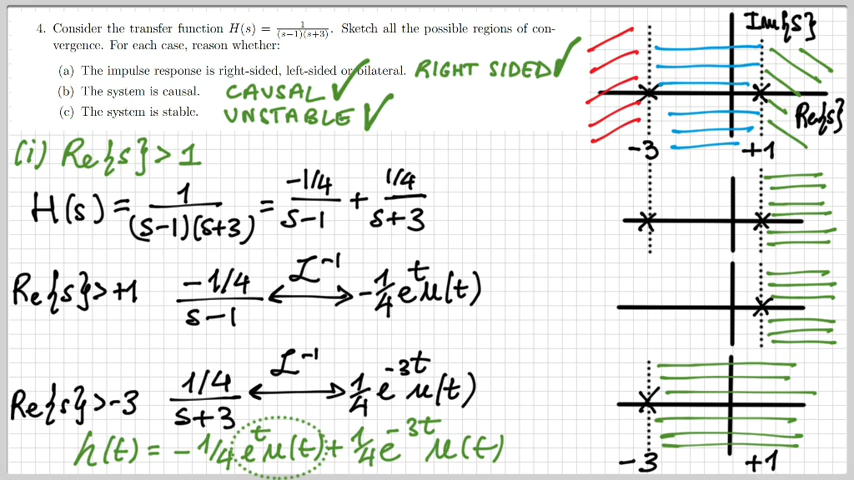 4. Consider the transfer function H(s) = 1/((s−1)(s+3)). Sketch all the possible regions of con-
vergence. For each case, reason whether:
(a) The impulse response is right-sided, left-sided or bilateral. RIGHT SIDED ✓
(b) The system is causal. CAUSAL ✓
(c) The system is stable. UNSTABLE ✓
Im{s}
Re{s}
-3 +1
(i) Re{s}>1
H(s) = 1/((s-1)(s+3)) = -1/4/(s-1) + 1/4/(s+3)
Re{s}>+1 -1/4/(s-1) ⟷ L^-1 -1/4 e^t u(t)
Re{s}>-3 1/4/(s+3) ⟷ L^-1 1/4 e^-3t u(t)
h(t) = -1/4. e^t u(t) + 1/4 e^-3t u(t)
-3 +1